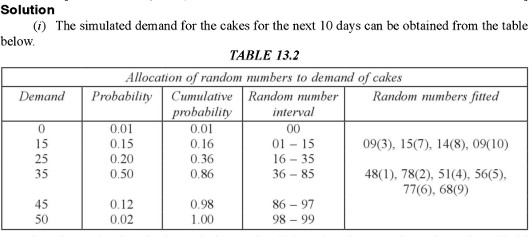 Solution
(i) The simulated demand for the cakes for the next 10 days can be obtained from the table
below.
TABLE 13.2
Allocation of random numbers to demand of cakes
Demand Probability Cumulative probability Random number interval Random numbers fitted
0 0.01 0.01 00
15 0.15 0.16 01 – 15 09(3), 15(7), 14(8), 09(10)
25 0.20 0.36 16 – 35
35 0.50 0.86 36 – 85 48(1), 78(2), 51(4), 56(5),
77(6), 68(9)
45 0.12 0.98 86 – 97
50 0.02 1.00 98 – 99